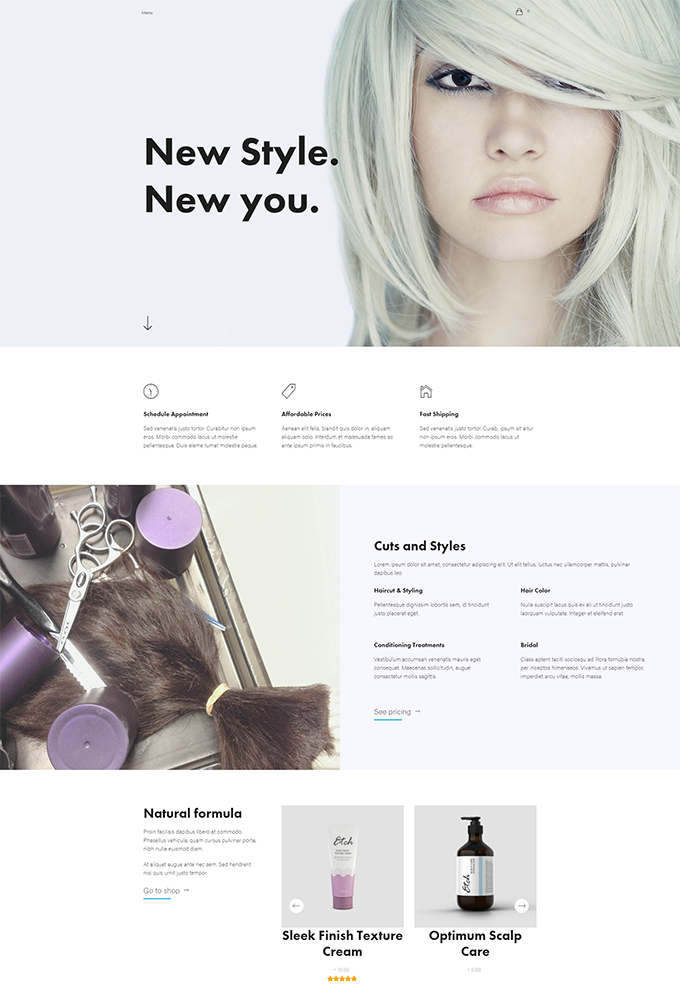 Menu
New Style.
New you.
Schedule Appointment
Sed venenatis justo tortor. Curabitur non ipsum
eros. Morbi commodo lacus ut molestie
pellentesque. Duis eleme tumat molestie peque.
Affordable Prices
Aenean elit felis, blandit quis dolor in, aliquam
aliquam odio. Interdum et malesuada fames ac
ante ipsum primis in faucibus.
Fast Shipping
Sed venenatis justo tortor. Curab, ipsum sit aitur
non ipsum eros. Morbi commodo lacus ut
molestie pellentesque.
Cuts and Styles
Lorem ipsum dolor sit amet, consectetur adipiscing elit. Ut elit tellus, luctus nec ullamcorper mattis, pulvinar
dapibus leo.
Haircut & Styling
Pellentesque dignissim lobortis sem, id tincidunt
justo placerat eget.
Hair Color
Nulla suscipit lacus quis ex ali ut tincidunt justo
laorquam vulputate. Integer et eleifend erat.
Conditioning Treatments
Vestibulum accumsan venenatis mauris eget
consequat. Maecenas sollicitudin, augue
consectetur mollis sagittis.
Bridal
Class aptent taciti sociosqu ad litora tornubia nostra,
per inceptos himenaeos. Vivamus ut sapien tempor,
imperdiet arcu vitae, mollis massa.
See pricing →
Natural formula
Proin facilisis dapibus libero at commodo.
Phasellus vehicula, quam cursus pulvinar porta,
nibh nulla euismod diam.
At aliquet augue ante nec sem. Sed hendrerit
nisi quis urnit justo tempor.
Go to shop →
Etch
Etch
Sleek Finish Texture
Cream
Optimum Scalp
Care